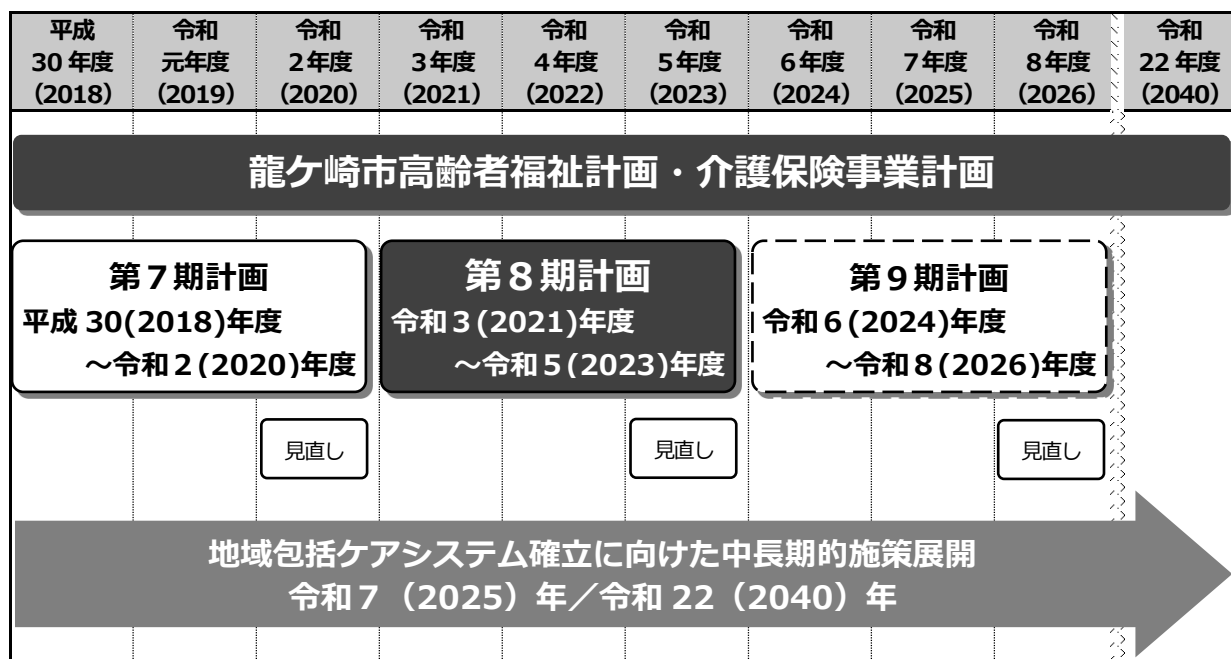 平成
30年度
(2018)
令和
元年度
(2019)
令和
2年度
(2020)
令和
3年度
(2021)
令和
4年度
(2022)
令和
5年度
(2023)
令和
6年度
(2024)
令和
7年度
(2025)
令和
8年度
(2026)
令和
22年度
(2040)
龍ケ崎市高齢者福祉計画・介護保険事業計画
第7期計画
平成30(2018)年度
～令和2(2020)年度
第8期計画
令和3(2021)年度
～令和5(2023)年度
第9期計画
令和6(2024)年度
～令和8(2026)年度
見直し
見直し
見直し
地域包括ケアシステム確立に向けた中長期的施策展開
令和7（2025）年／令和22（2040）年